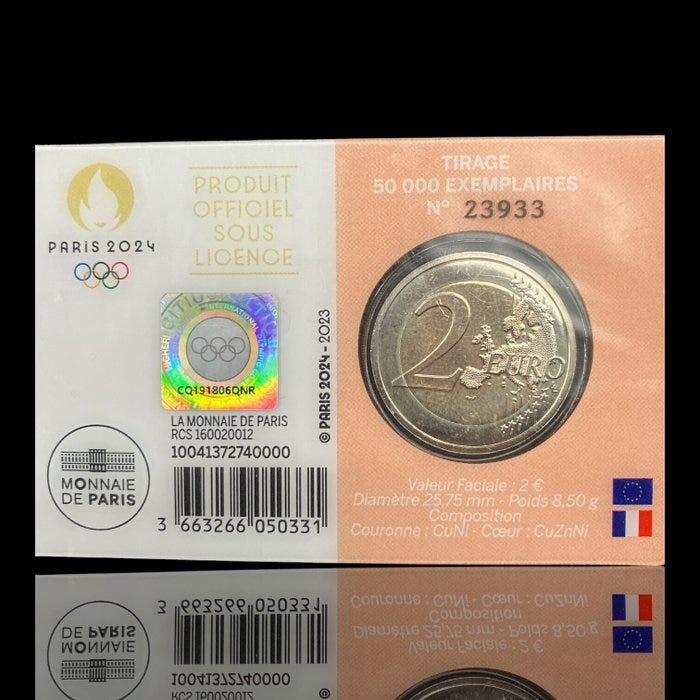 PARIS 2024
PRODUIT
OFFICIEL
SOUS
LICENCE
INTERNATIONAL
CQ191806QNR
LA MONNAIE DE PARIS
RCS 160020012
10041372740000
MONNAIE
DE PARIS
3 663266 050331
© PARIS 2024 - 2023
TIRAGE
50 000 EXEMPLAIRES
N° 23933
2 EURO
Valeur Faciale : 2 €
Diamètre 25,75 mm - Poids 8,50 g
Composition
Couronne : CuNi - Cœur : CuZnNi